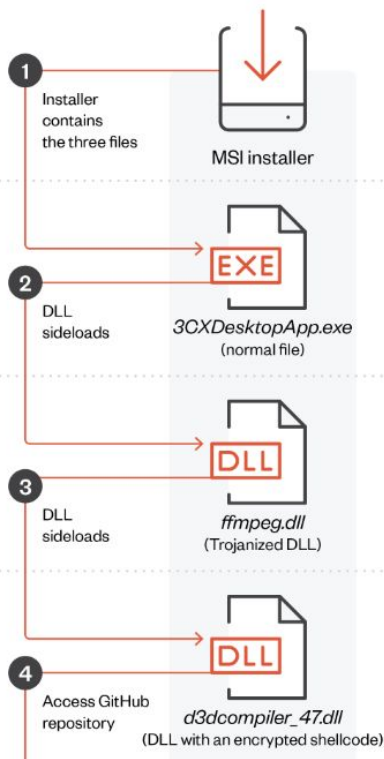 1
Installer
contains
the three files
MSI installer
EXE
2
DLL
sideloads
3CXDesktopApp.exe
(normal file)
DLL
3
DLL
sideloads
ffmpeg.dll
(Trojanized DLL)
DLL
4
Access GitHub
repository
d3dcompiler_47.dll
(DLL with an encrypted shellcode)